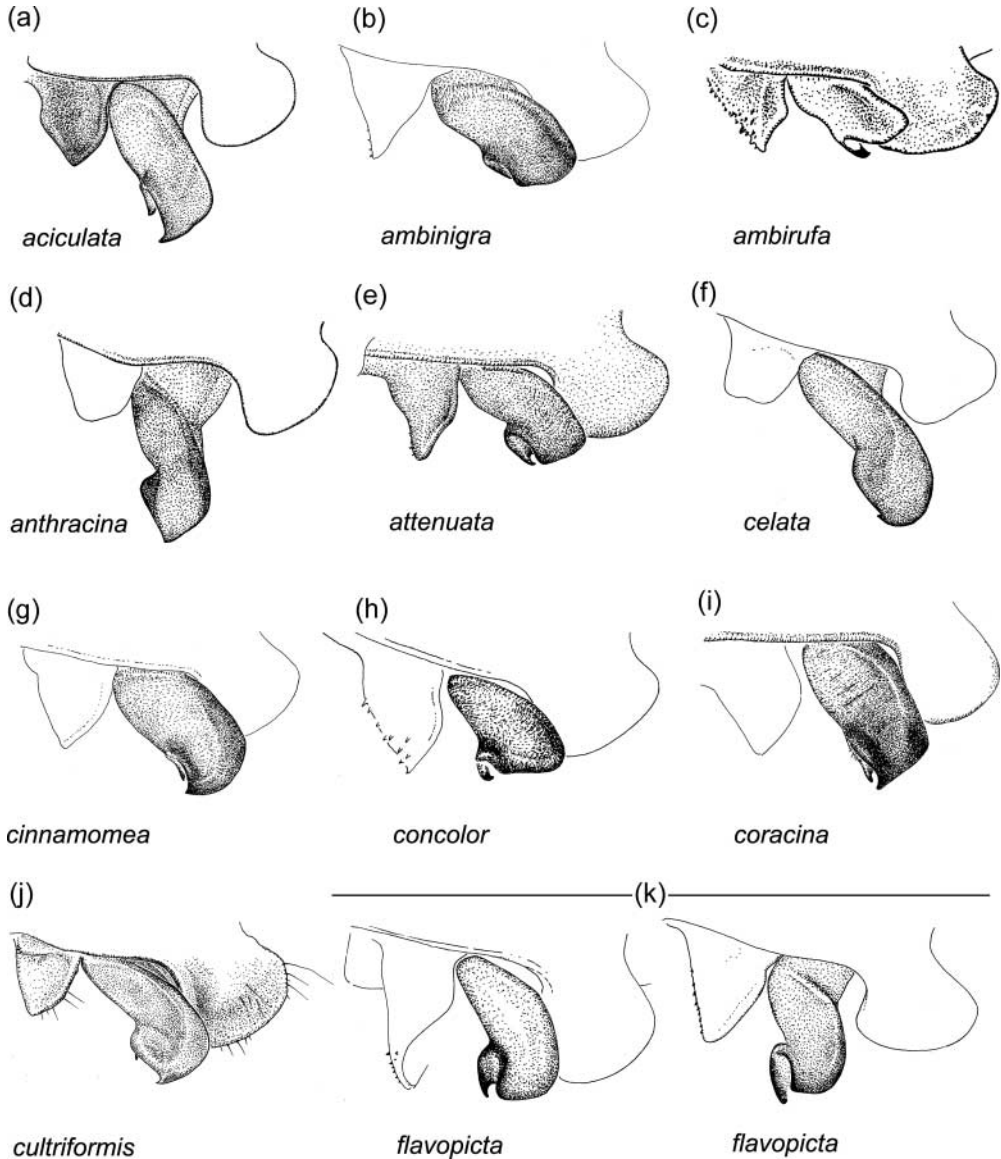 (a)
(b)
(c)
aciculata
ambinigra
ambirufa
(d)
(e)
(f)
anthracina
attenuata
celata
(g)
(h)
(i)
cinnamomea
concolor
coracina
(j)
(k)
cultriformis
flavopicta
flavopicta